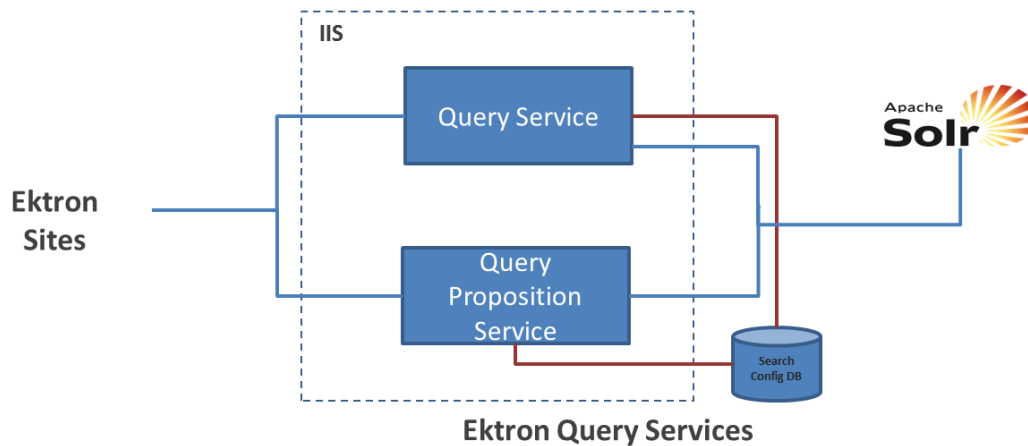 IIS
Query Service
Apache
Solr
Ektron
Sites
Query
Proposition
Service
Search
Config DB
Ektron Query Services